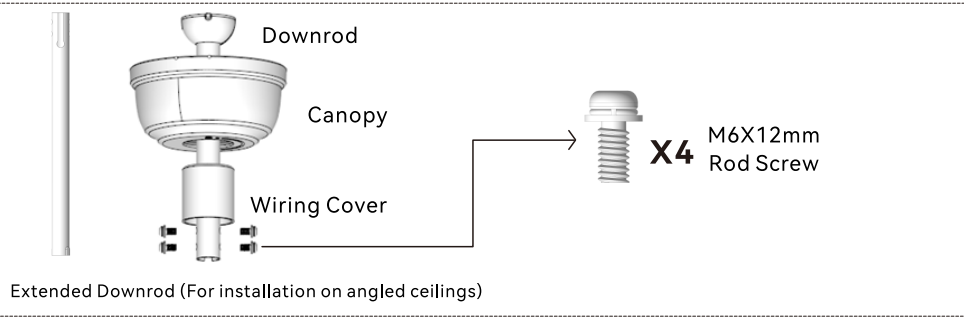 Downrod
Canopy
X4
M6X12mm
Rod Screw
Wiring Cover
Extended Downrod (For installation on angled ceilings)